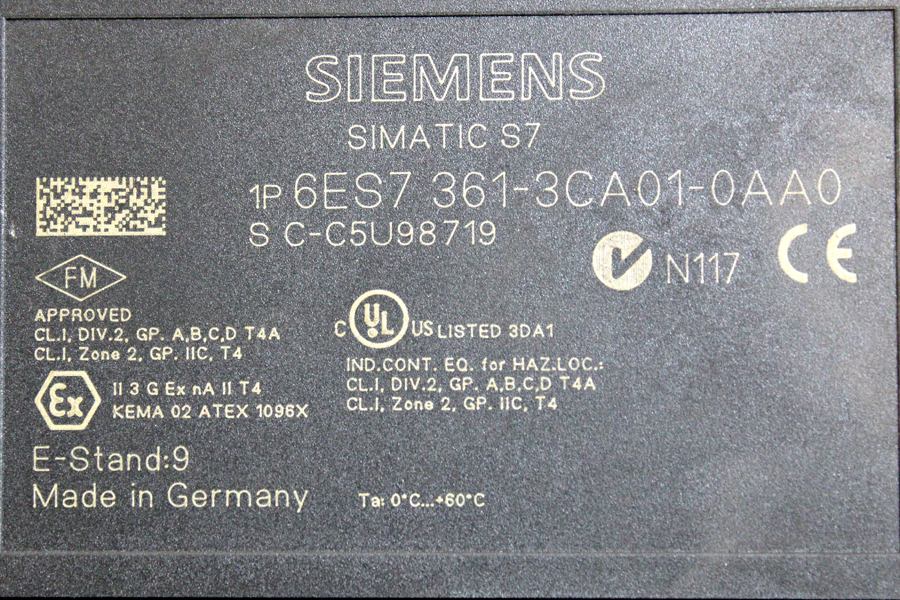 SIEMENS
SIMATIC S7
1P 6ES7 361-3CA01-0AA0
S C-C5U98719
N117
CE
FM
APPROVED
CL.I, DIV.2, GP. A,B,C,D T4A
CL.I, Zone 2, GP. IIC, T4
C UL US LISTED 3DA1
IND.CONT. EQ. for HAZ.LOC.:
CL.I, DIV.2, GP. A,B,C,D T4A
CL.I, Zone 2, GP. IIC, T4
Ex
II 3 G Ex nA II T4
KEMA 02 ATEX 1096X
E-Stand:9
Made in Germany
Ta: 0°C...+60°C